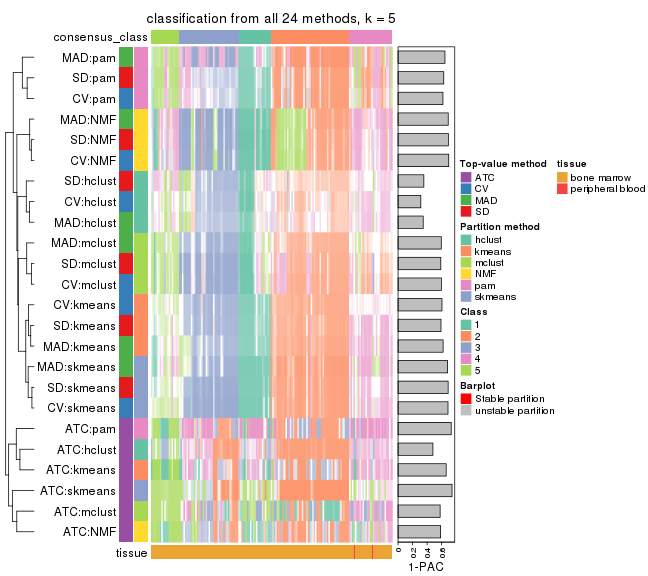 classification from all 24 methods, k = 5
consensus_class
MAD:pam
SD:pam
CV:pam
MAD:NMF
SD:NMF
CV:NMF
SD:hclust
CV:hclust
MAD:hclust
MAD:mclust
SD:mclust
CV:mclust
CV:kmeans
SD:kmeans
MAD:kmeans
MAD:skmeans
SD:skmeans
CV:skmeans
ATC:pam
ATC:hclust
ATC:kmeans
ATC:skmeans
ATC:mclust
ATC:NMF
tissue
0 0.2 0.4 0.6
1-PAC
Top-value method
ATC
CV
MAD
SD
Partition method
hclust
kmeans
mclust
NMF
pam
skmeans
Class
1
2
3
4
5
Barplot
Stable partition
unstable partition
tissue
bone marrow
peripheral blood